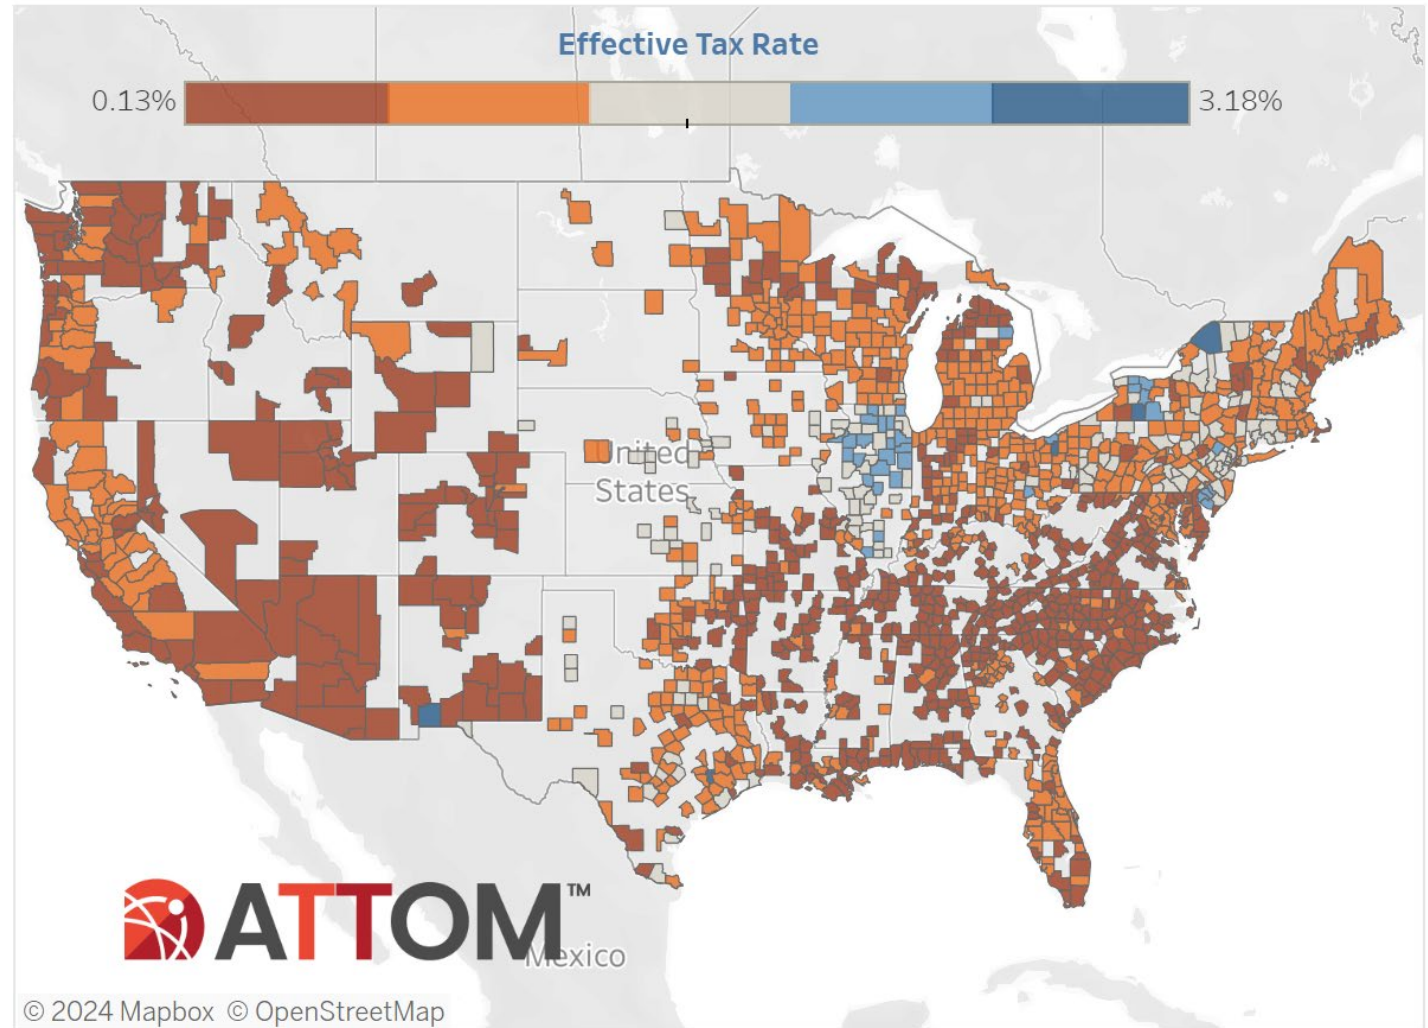 Effective Tax Rate
0.13%
3.18%
United
States
ATTOM™
Mexico
© 2024 Mapbox © OpenStreetMap